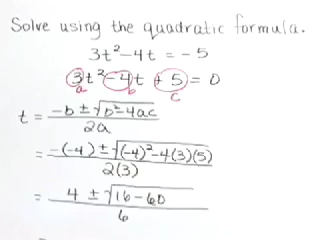 Solve using the quadratic formula.
3t²-4t = -5
3t²-4t+5=0
a b c
t = -b ± √b²-4ac / 2a
= -(-4) ± √(-4)²-4(3)(5) / 2(3)
= 4 ± √16-60 / 6